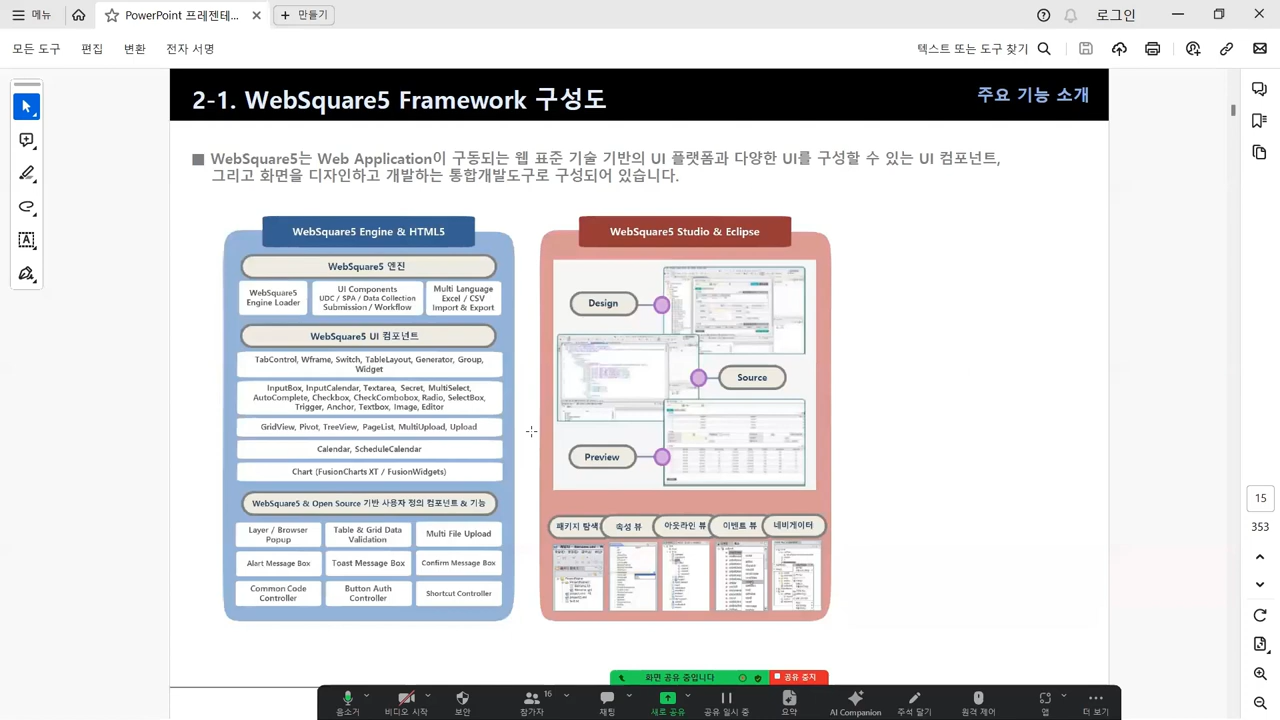 메뉴
PowerPoint 프레젠테...
만들기
로그인
모든 도구
편집
변환
전자 서명
텍스트 또는 도구 찾기
2-1. WebSquare5 Framework 구성도
주요 기능 소개
■ WebSquare5는 Web Application이 구동되는 웹 표준 기술 기반의 UI 플랫폼과 다양한 UI를 구성할 수 있는 UI 컴포넌트,
그리고 화면을 디자인하고 개발하는 통합개발도구로 구성되어 있습니다.
WebSquare5 Engine & HTML5
WebSquare5 엔진
WebSquare5
Engine Loader
UI Components
UDC / SPA / Data Collection
Submission / Workflow
Multi Language
Excel / CSV
Import & Export
WebSquare5 UI 컴포넌트
TabControl, Wframe, Switch, TableLayout, Generator, Group,
Widget
InputBox, InputCalendar, Textarea, Secret, MultiSelect,
AutoComplete, Checkbox, CheckCombobox, Radio, SelectBox,
Trigger, Anchor, Textbox, Image, Editor
GridView, Pivot, TreeView, PageList, MultiUpload, Upload
Calendar, ScheduleCalendar
Chart (FusionCharts XT / FusionWidgets)
WebSquare5 & Open Source 기반 사용자 정의 컴포넌트 & 기능
Layer / Browser
Popup
Table & Grid Data
Validation
Multi File Upload
Alart Message Box
Toast Message Box
Confirm Message Box
Common Code
Controller
Button Auth
Controller
Shortcut Controller
WebSquare5 Studio & Eclipse
Design
Source
Preview
패키지 탐색
속성 뷰
아웃라인 뷰
이벤트 뷰
네비게이터
15
353
화면 공유 중입니다
공유 중지
음소거
비디오 시작
보안
참가자
16
채팅
새로 공유
공유 일시 중
요약
AI Companion
주석 달기
원격 제어
앱
더 보기